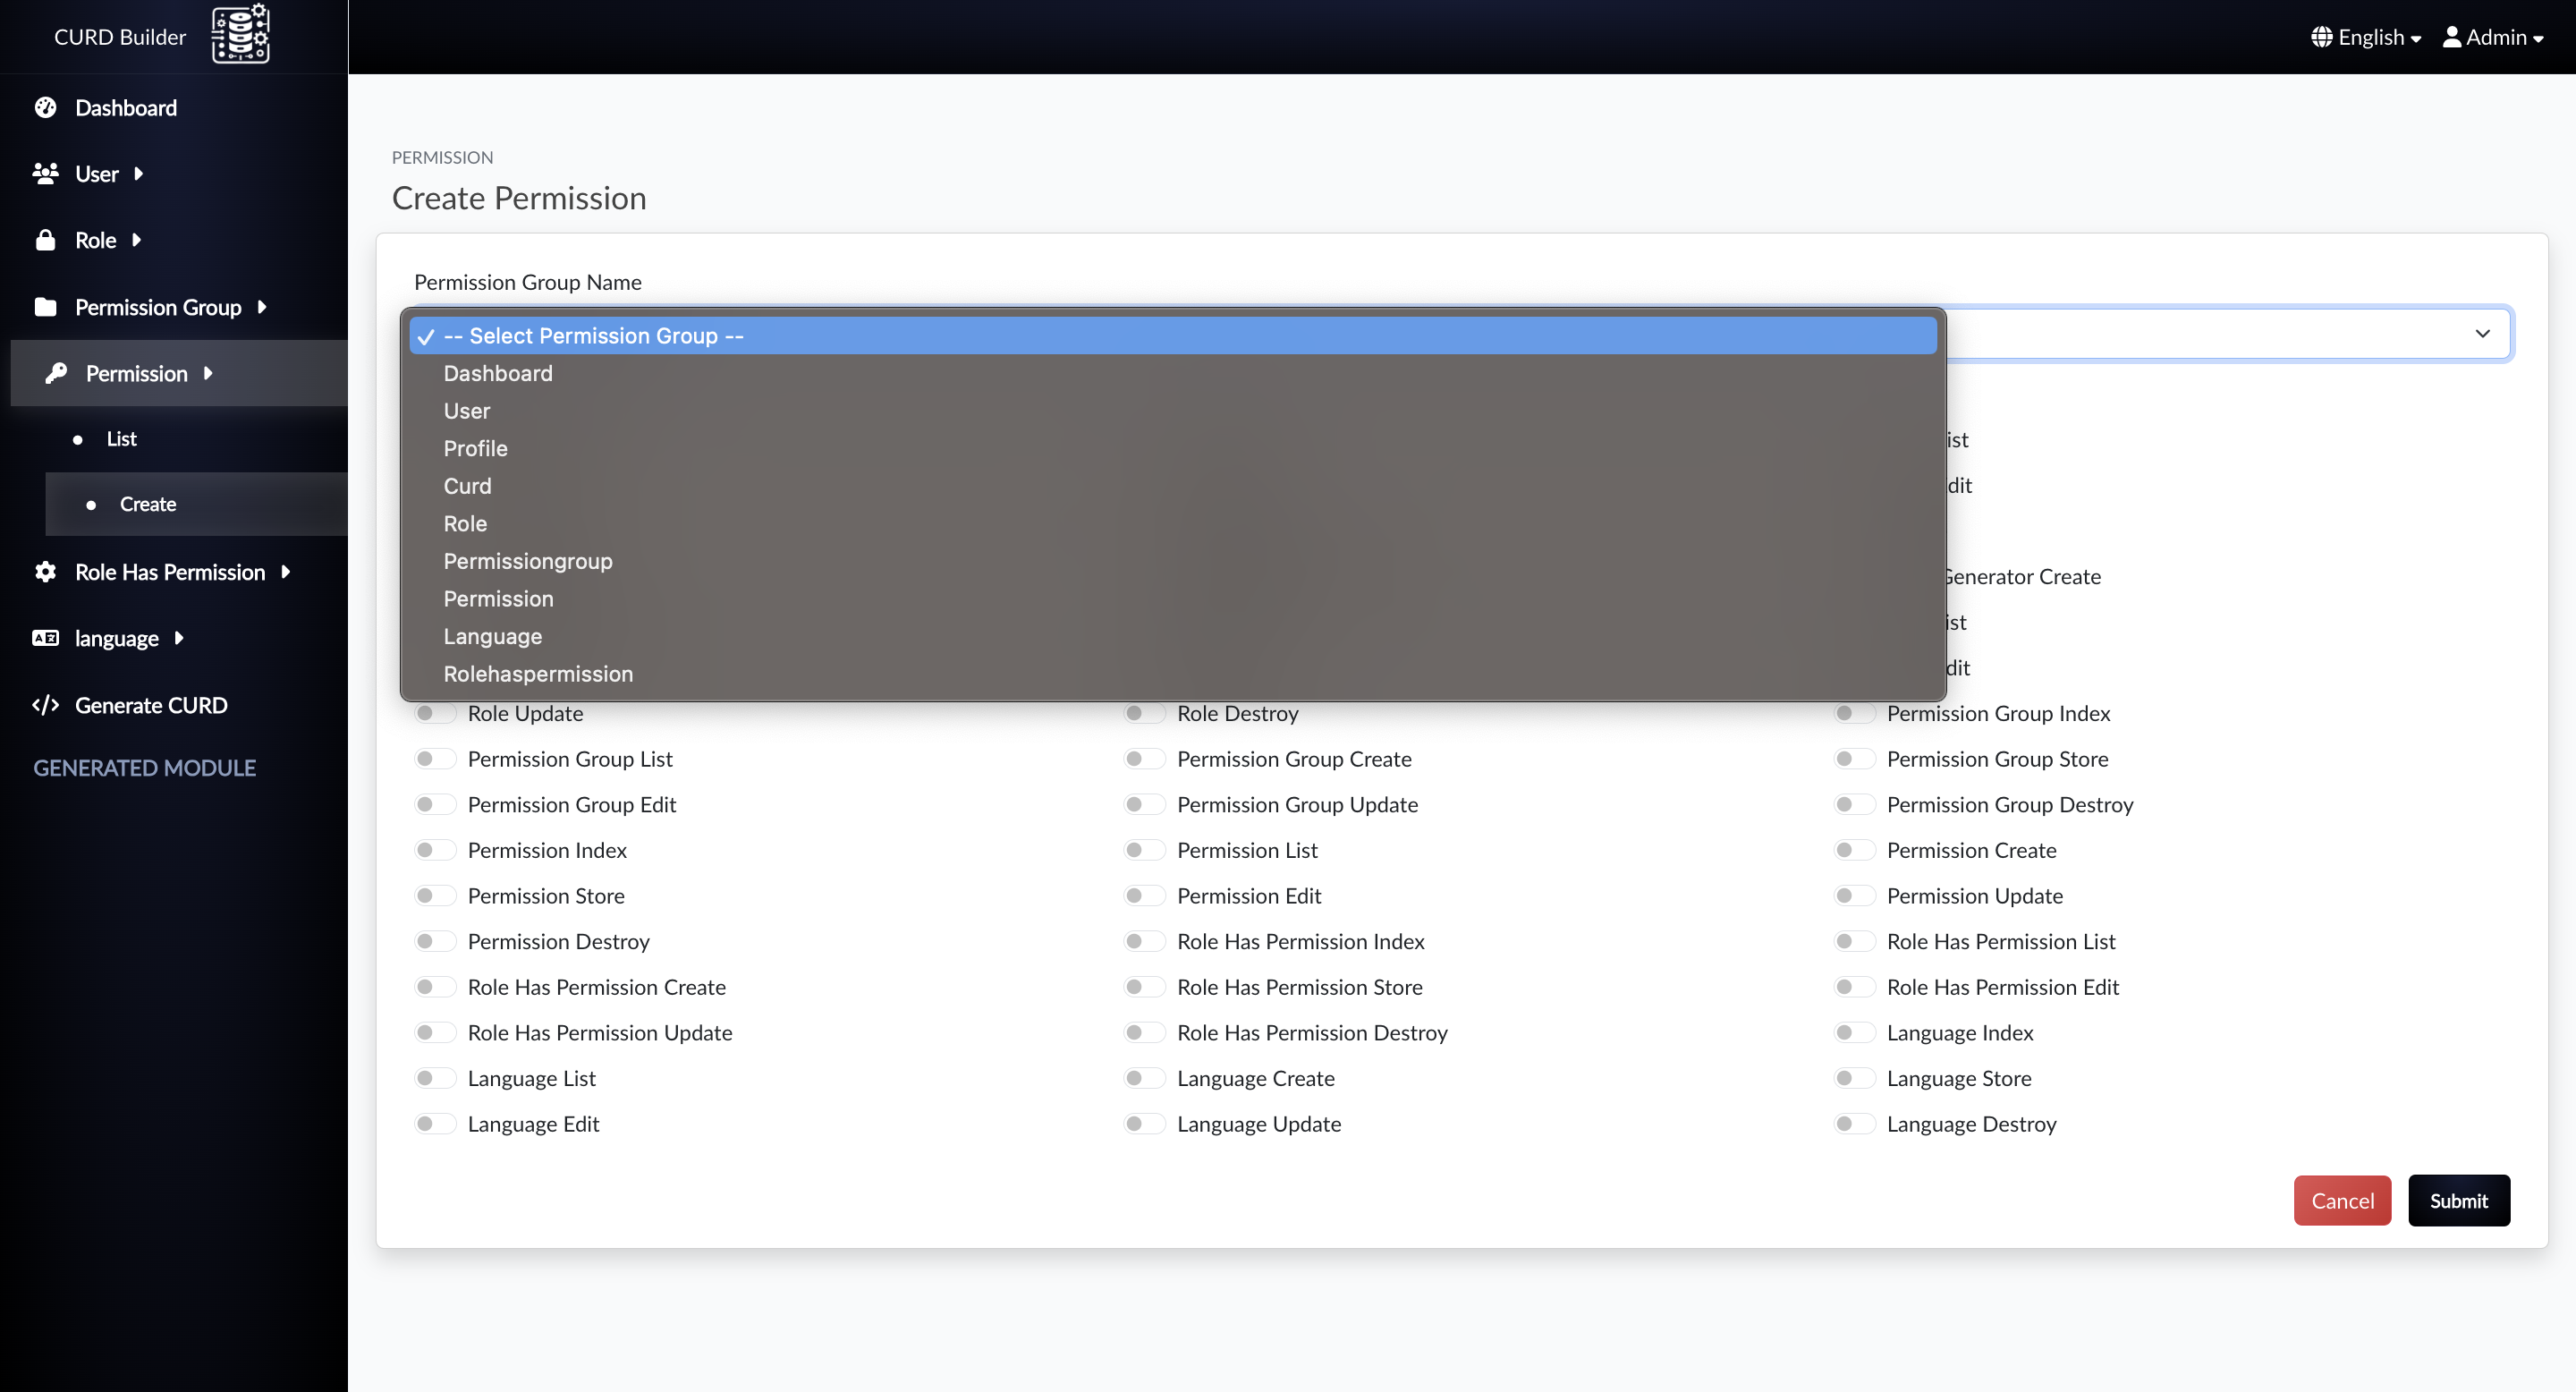 CURD Builder
English
Admin
Dashboard
User
Role
Permission Group
Permission
List
Create
Role Has Permission
language
Generate CURD
GENERATED MODULE
PERMISSION
Create Permission
Permission Group Name
-- Select Permission Group --
Dashboard
User
Profile
Curd
Role
Permissiongroup
Permission
Language
Rolehaspermission
Generator Create
Role Update Role Destroy Permission Group Index
Permission Group List Permission Group Create Permission Group Store
Permission Group Edit Permission Group Update Permission Group Destroy
Permission Index Permission List Permission Create
Permission Store Permission Edit Permission Update
Permission Destroy Role Has Permission Index Role Has Permission List
Role Has Permission Create Role Has Permission Store Role Has Permission Edit
Role Has Permission Update Role Has Permission Destroy Language Index
Language List Language Create Language Store
Language Edit Language Update Language Destroy
Cancel Submit